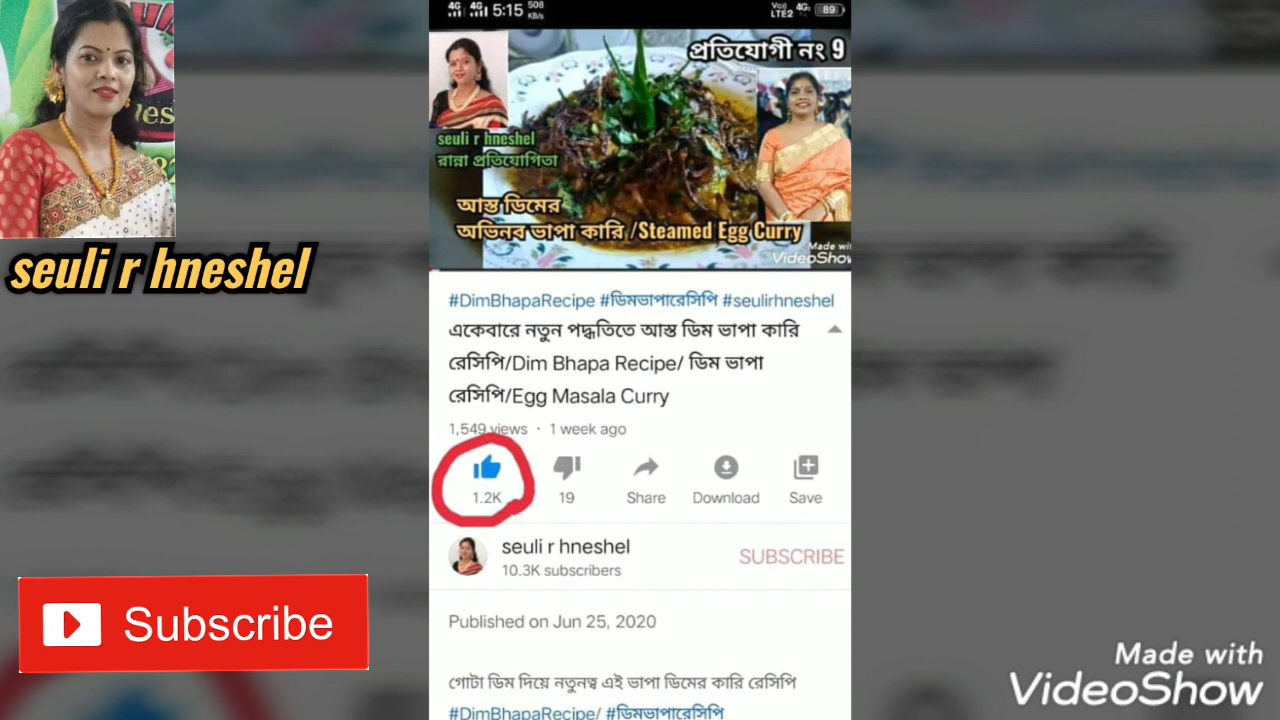 seuli r hneshel
Subscribe
4G 4G 5:15 508 KB/s
LTE2 4G 89
প্রতিযোগী নং 9
seuli r hneshel
রান্না প্রতিযোগিতা
আস্ত ডিমের
অভিনব ভাপা কারি /Steamed Egg Curry
Made wit
VideoShow
#DimBhapaRecipe #ডিমভাপারেসিপি #seulirhneshel
একেবারে নতুন পদ্ধতিতে আস্ত ডিম ভাপা কারি
রেসিপি/Dim Bhapa Recipe/ ডিম ভাপা
রেসিপি/Egg Masala Curry
1,549 views · 1 week ago
1.2K 19 Share Download Save
seuli r hneshel
SUBSCRIBE
10.3K subscribers
Published on Jun 25, 2020
গোটা ডিম দিয়ে নতুনত্ব এই ভাপা ডিমের কারি রেসিপি
#DimBhapaRecipe/ #ডিমভাপারেসিপি
Made with
VideoShow